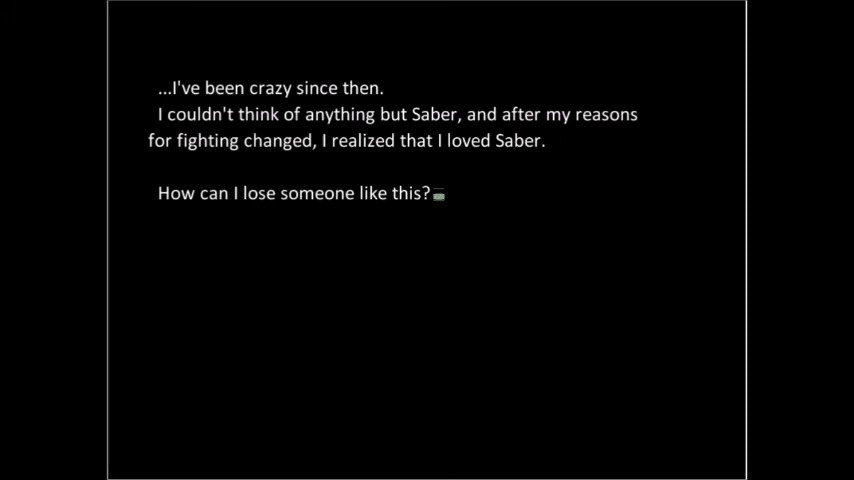 ...I've been crazy since then.
I couldn't think of anything but Saber, and after my reasons
for fighting changed, I realized that I loved Saber.
How can I lose someone like this?